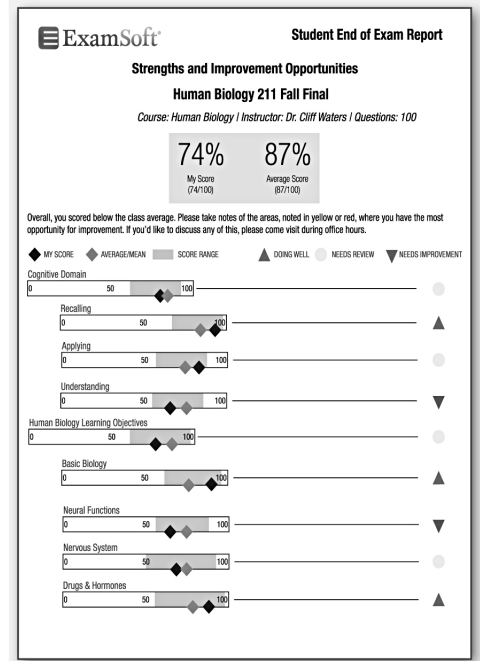 ExamSoft®
Student End of Exam Report
Strengths and Improvement Opportunities
Human Biology 211 Fall Final
Course: Human Biology | Instructor: Dr. Cliff Waters | Questions: 100
74% 87%
My Score Average Score
(74/100) (87/100)
Overall, you scored below the class average. Please take notes of the areas, noted in yellow or red, where you have the most
opportunity for improvement. If you'd like to discuss any of this, please come visit during office hours.
MY SCORE AVERAGE/MEAN SCORE RANGE DOING WELL NEEDS REVIEW NEEDS IMPROVEMENT
Cognitive Domain
0 50 100
Recalling
0 50 100
Applying
0 50 100
Understanding
0 50 100
Human Biology Learning Objectives
0 50 100
Basic Biology
0 50 100
Neural Functions
0 50 100
Nervous System
0 50 100
Drugs & Hormones
0 50 100